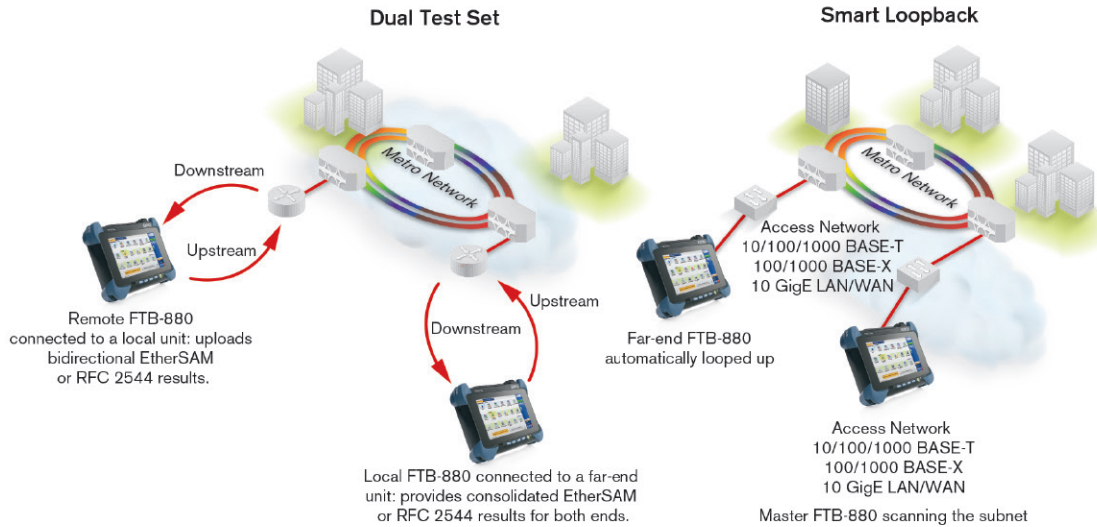 Dual Test Set
Metro Network
Downstream
Upstream
Remote FTB-880
connected to a local unit: uploads
bidirectional EtherSAM
or RFC 2544 results.
Upstream
Downstream
Local FTB-880 connected to a far-end
unit: provides consolidated EtherSAM
or RFC 2544 results for both ends.
Smart Loopback
Metro Network
Access Network
10/100/1000 BASE-T
100/1000 BASE-X
10 GigE LAN/WAN
Far-end FTB-880
automatically looped up
Access Network
10/100/1000 BASE-T
100/1000 BASE-X
10 GigE LAN/WAN
Master FTB-880 scanning the subnet